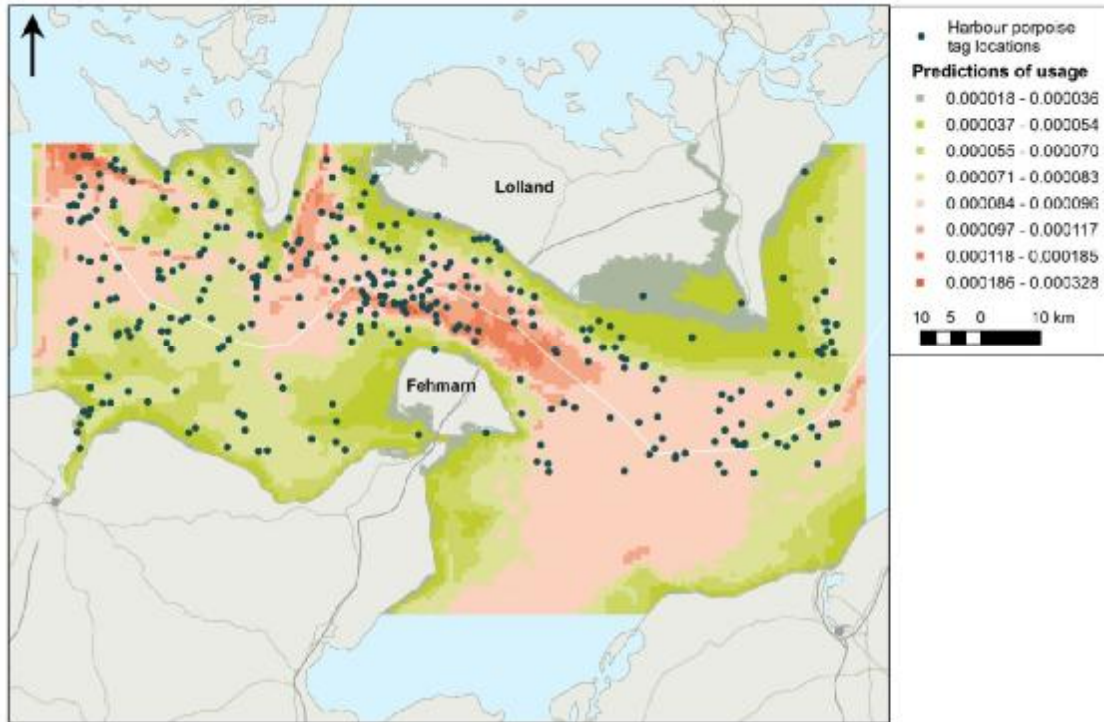 Harbour porpoise
tag locations
Predictions of usage
0.000018 - 0.000036
0.000037 - 0.000054
0.000055 - 0.000070
0.000071 - 0.000083
0.000084 - 0.000096
0.000097 - 0.000117
0.000118 - 0.000185
0.000186 - 0.000328
10 5 0 10 km
Lolland
Fehmarn